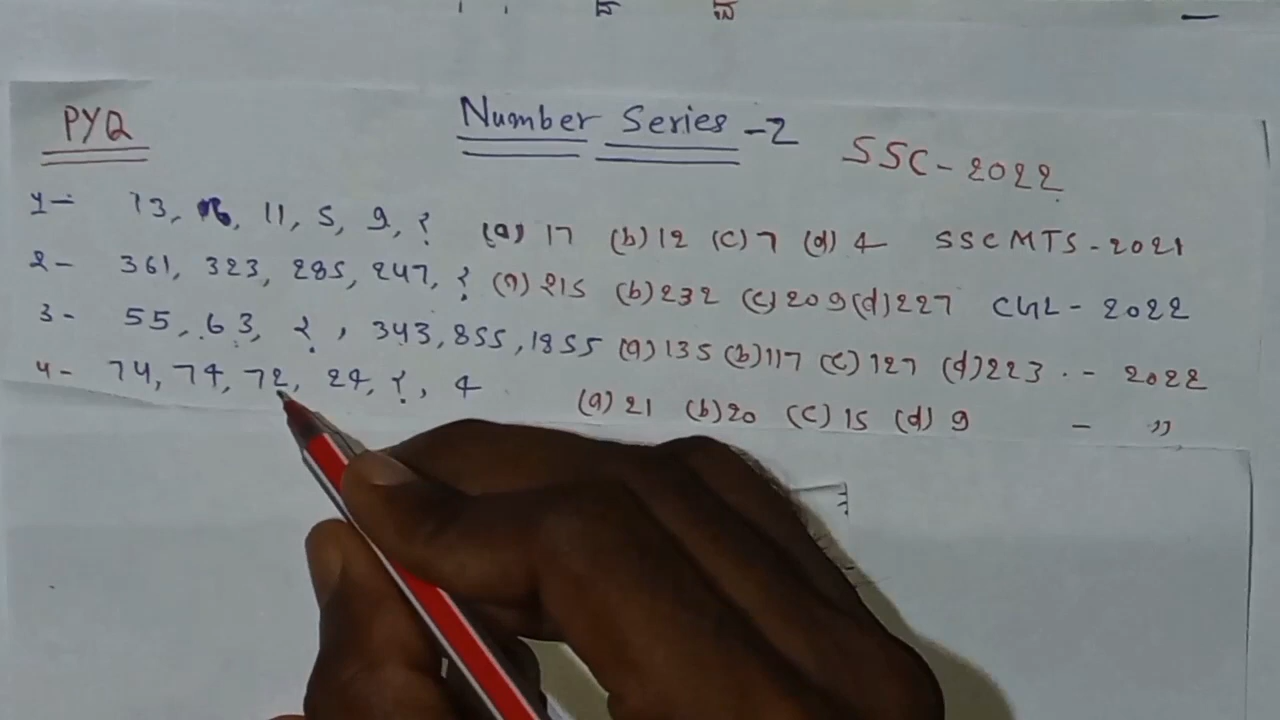 PYQ Number Series -2 SSC - 2022
1- 13, 16, 11, 5, 9, ? (a) 17 (b) 12 (c) 7 (d) 4 SSC MTS - 2021
2- 361, 323, 285, 247, ? (a) 215 (b) 232 (c) 209 (d) 227 CGL - 2022
3- 55, 63, ?, 343, 855, 1855 (a) 135 (b) 117 (c) 127 (d) 223 . - 2022
4- 74, 74, 72, 24, ?, 4 (a) 21 (b) 20 (c) 15 (d) 9 - ,,